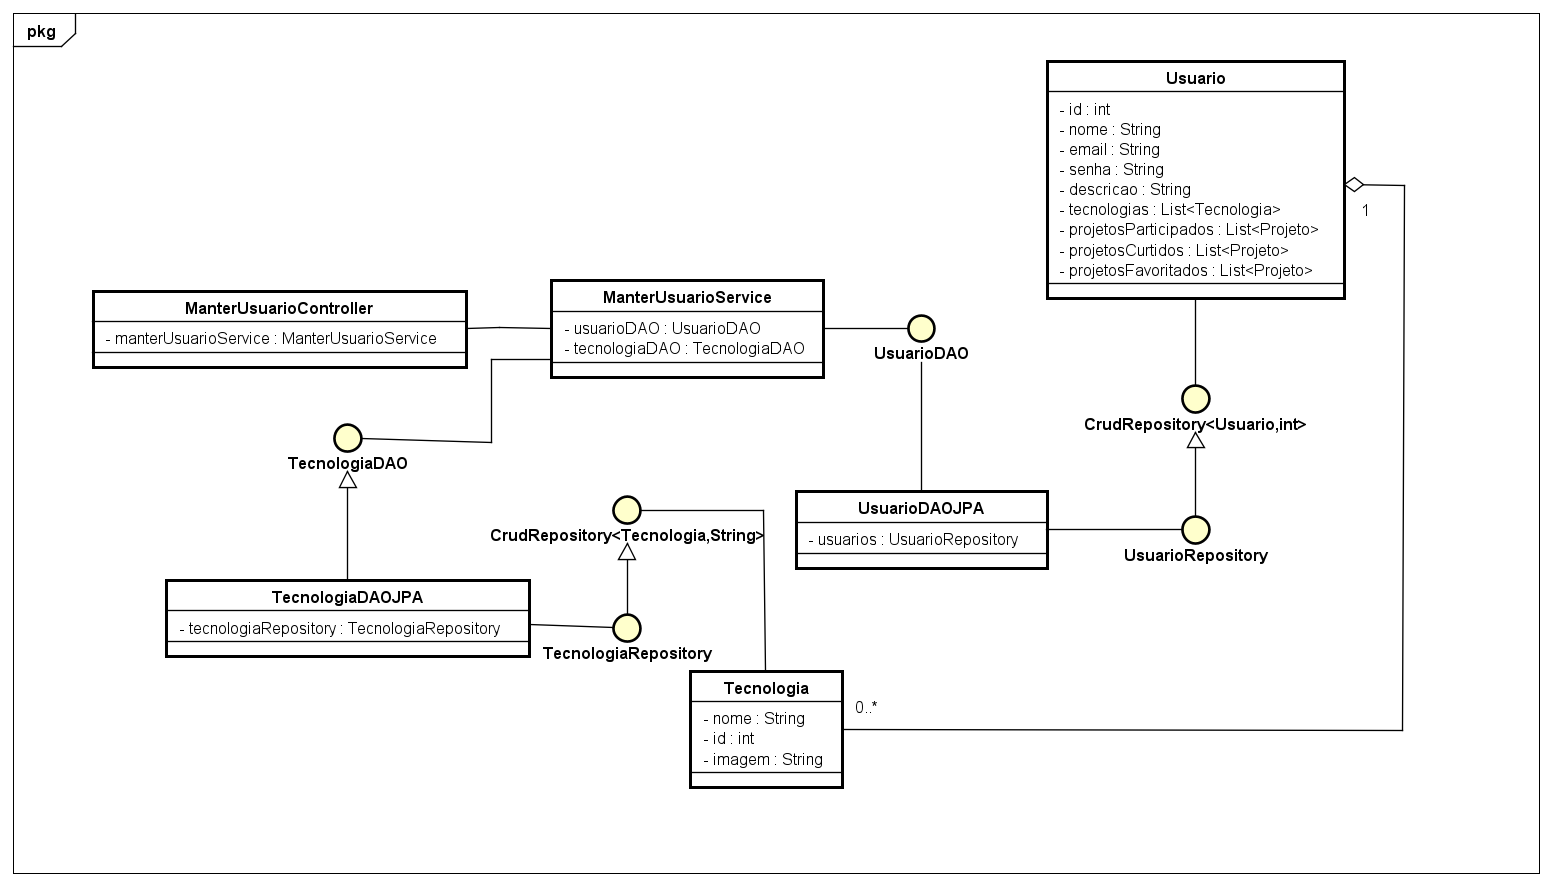 pkg
Usuario
- id : int
- nome : String
- email : String
- senha : String
- descricao : String
- tecnologias : List<Tecnologia>
- projetosParticipados : List<Projeto>
- projetosCurtidos : List<Projeto>
- projetosFavoritados : List<Projeto>
1
ManterUsuarioController
- manterUsuarioService : ManterUsuarioService
ManterUsuarioService
- usuarioDAO : UsuarioDAO
- tecnologiaDAO : TecnologiaDAO
UsuarioDAO
CrudRepository<Usuario,int>
TecnologiaDAO
CrudRepository<Tecnologia,String>
UsuarioDAOJPA
- usuarios : UsuarioRepository
UsuarioRepository
TecnologiaDAOJPA
- tecnologiaRepository : TecnologiaRepository
TecnologiaRepository
Tecnologia
- nome : String
- id : int
- imagem : String
0..*